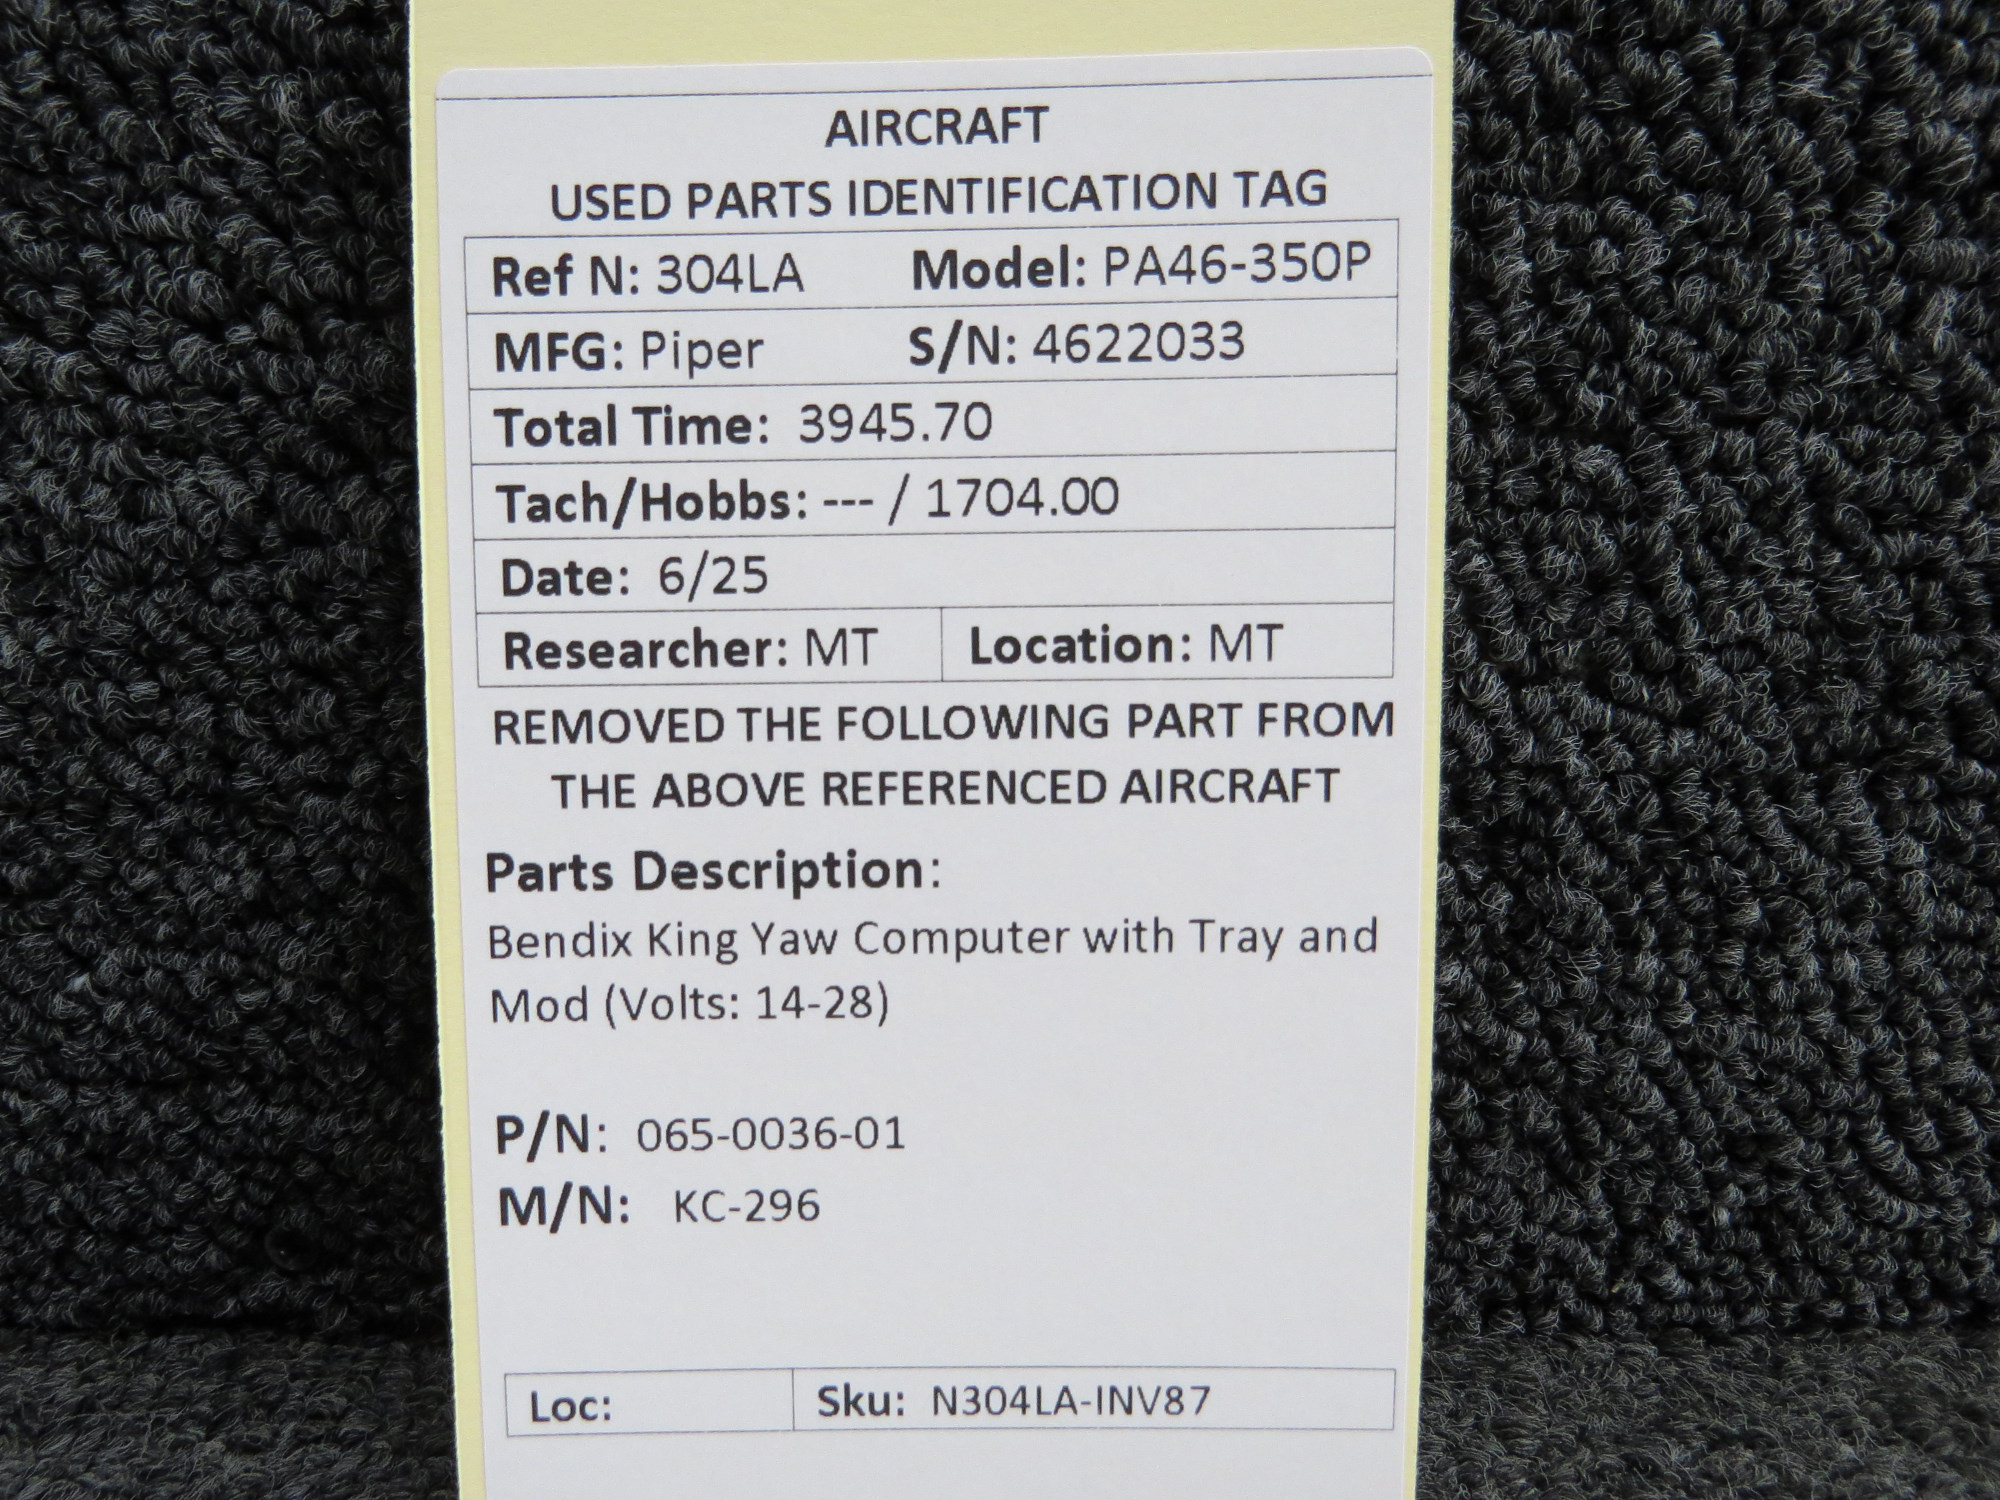 AIRCRAFT
USED PARTS IDENTIFICATION TAG
Ref N: 304LA Model: PA46-350P
MFG: Piper S/N: 4622033
Total Time: 3945.70
Tach/Hobbs: --- / 1704.00
Date: 6/25
Researcher: MT Location: MT
REMOVED THE FOLLOWING PART FROM
THE ABOVE REFERENCED AIRCRAFT
Parts Description:
Bendix King Yaw Computer with Tray and
Mod (Volts: 14-28)
P/N: 065-0036-01
M/N: KC-296
Loc: Sku: N304LA-INV87